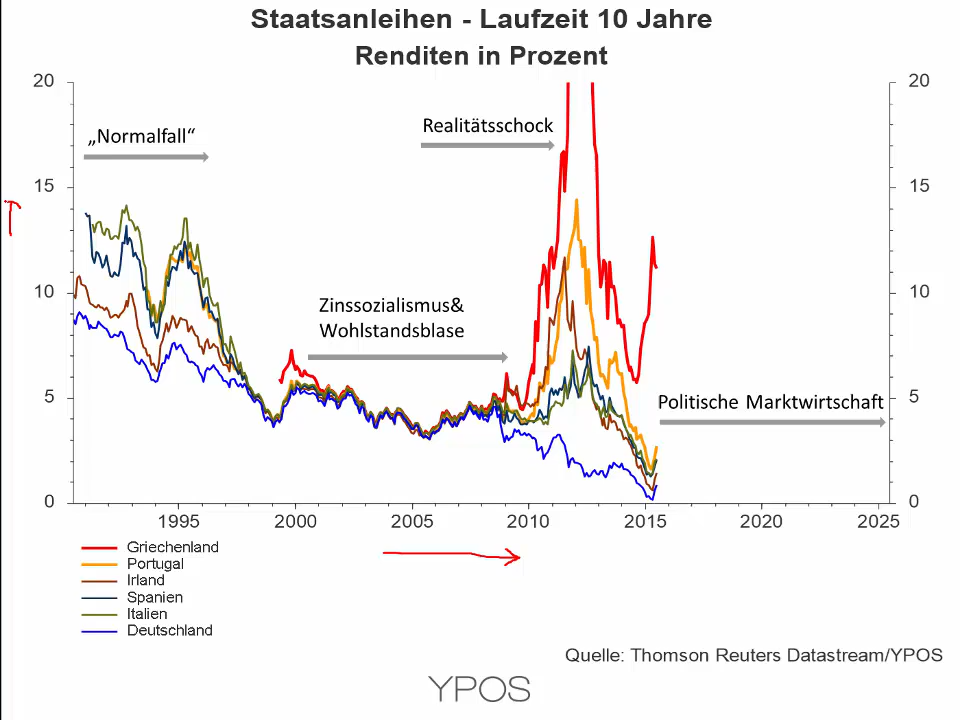 Staatsanleihen - Laufzeit 10 Jahre
Renditen in Prozent
20 20
„Normalfall“
Realitätsschock
15 15
10 10
Zinssozialismus&
Wohlstandsblase
5 5
Politische Marktwirtschaft
0 0
1995 2000 2005 2010 2015 2020 2025
Griechenland
Portugal
Irland
Spanien
Italien
Deutschland
Quelle: Thomson Reuters Datastream/YPOS
YPOS